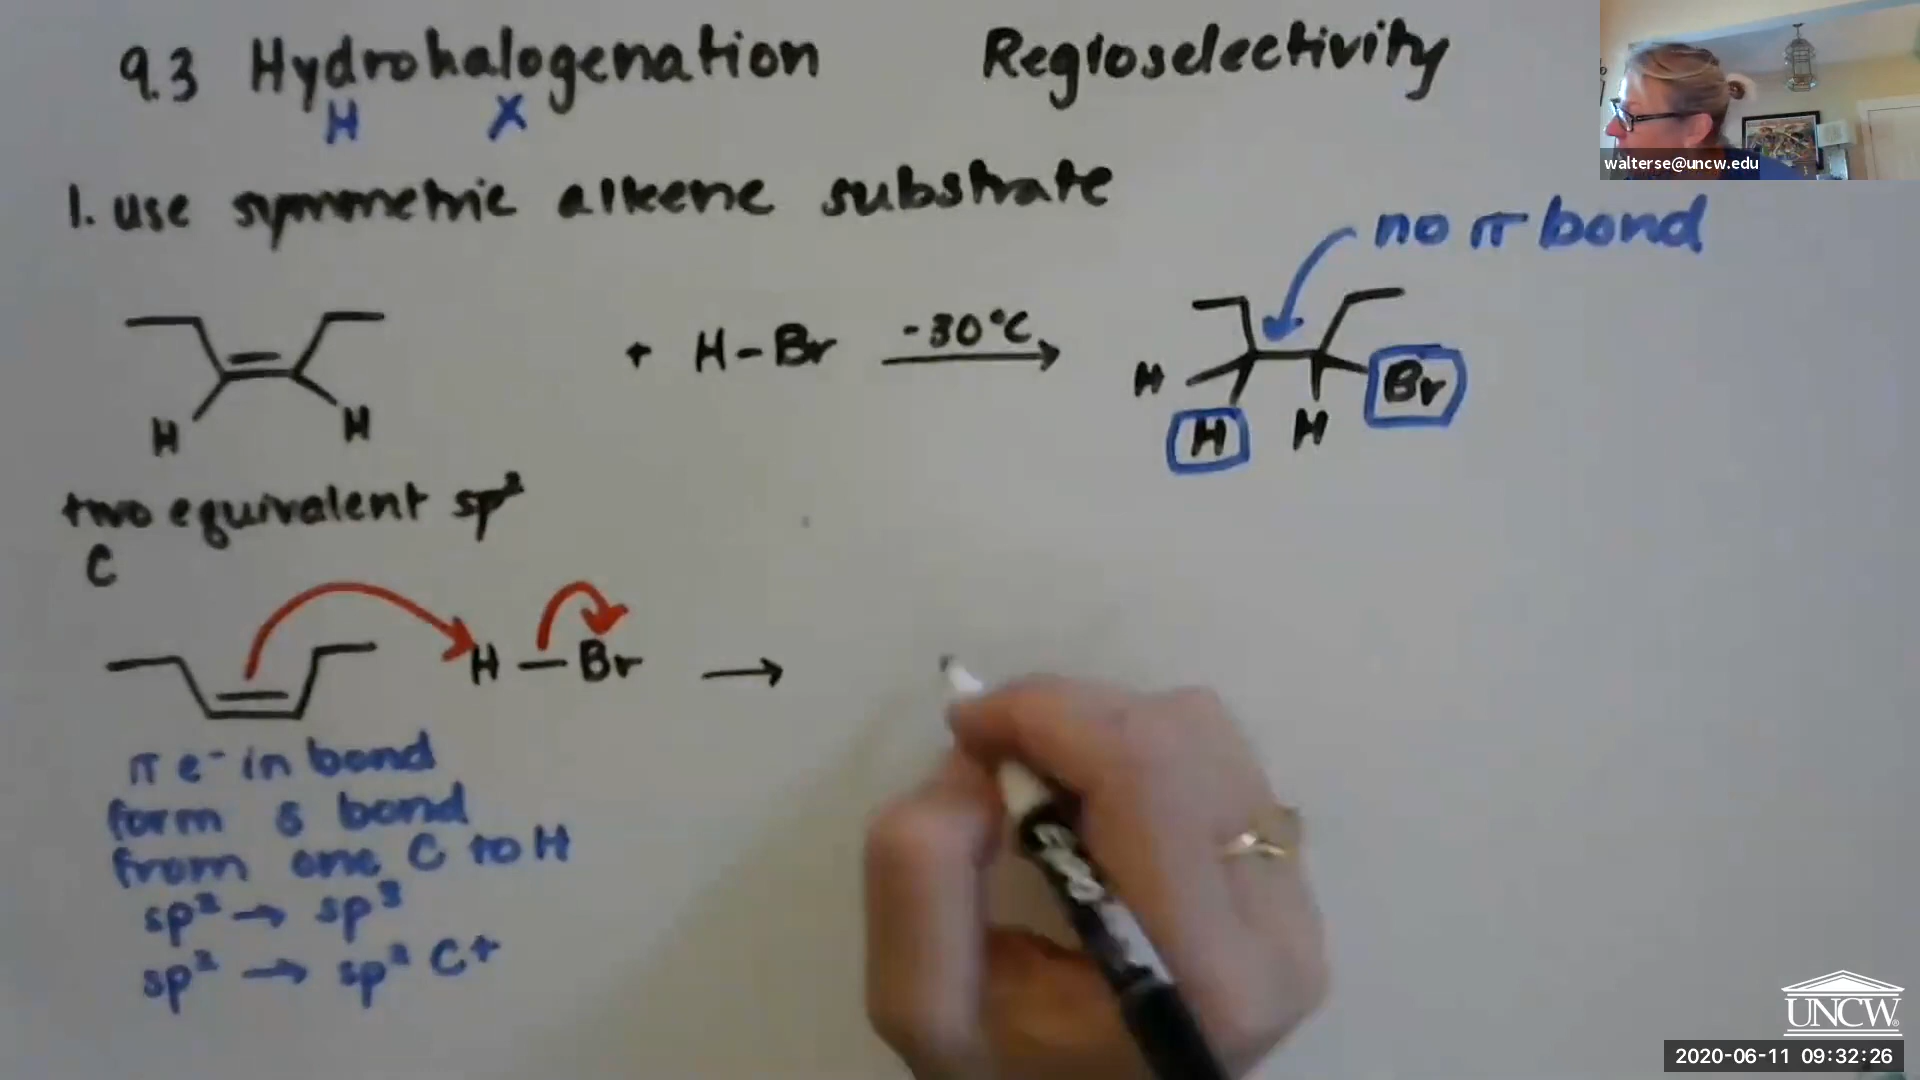 9.3 Hydrohalogenation Regioselectivity
H X
walterse@uncw.edu
1. use symmetric alkene substrate
no π bond
+ H-Br -30°C
H H
H H H Br
two equivalent sp²
C
H — Br
π e⁻ in bond
form σ bond
from one C to H
sp² → sp³
sp² → sp² C+
UNCW
2020-06-11 09:32:26